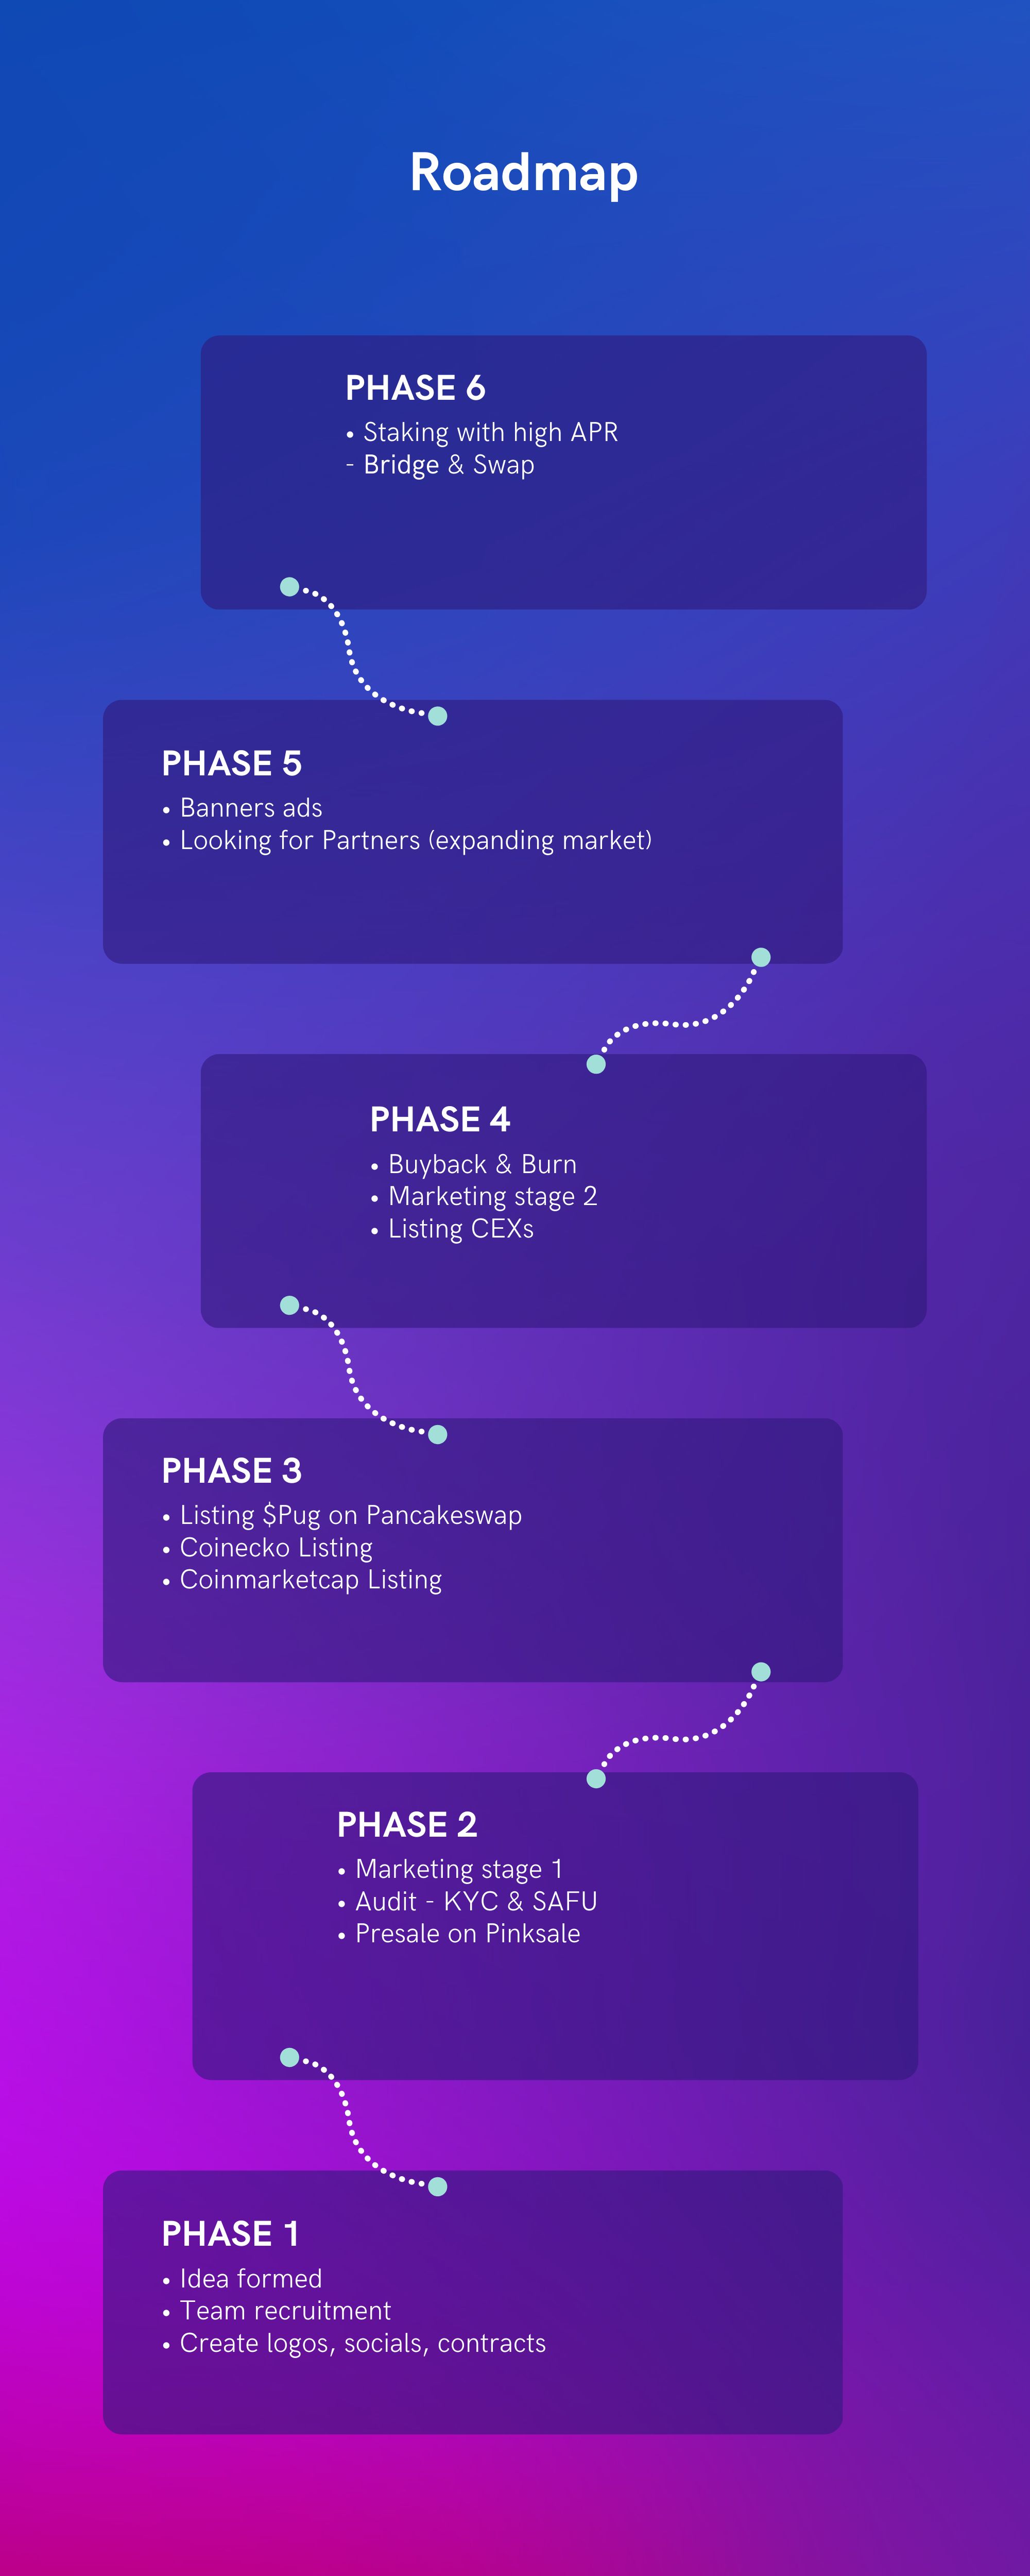 Roadmap
PHASE 6
• Staking with high APR
- Bridge & Swap
PHASE 5
• Banners ads
• Looking for Partners (expanding market)
PHASE 4
• Buyback & Burn
• Marketing stage 2
• Listing CEXs
PHASE 3
• Listing $Pug on Pancakeswap
• Coinecko Listing
• Coinmarketcap Listing
PHASE 2
• Marketing stage 1
• Audit - KYC & SAFU
• Presale on Pinksale
PHASE 1
• Idea formed
• Team recruitment
• Create logos, socials, contracts